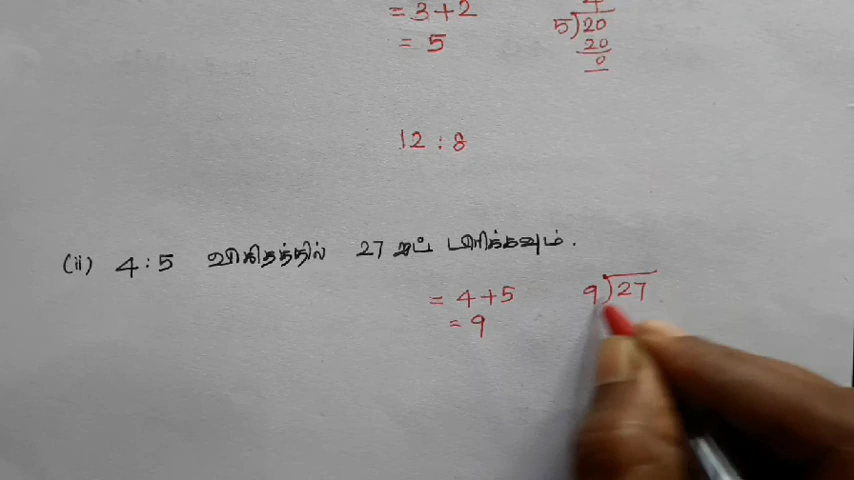 = 3 + 2
= 5
5)20
20
0
12 : 8
(ii) 4 : 5 விகிதத்தில் 27 ஐப் பிரிக்கவும்.
= 4 + 5
= 9
9)27